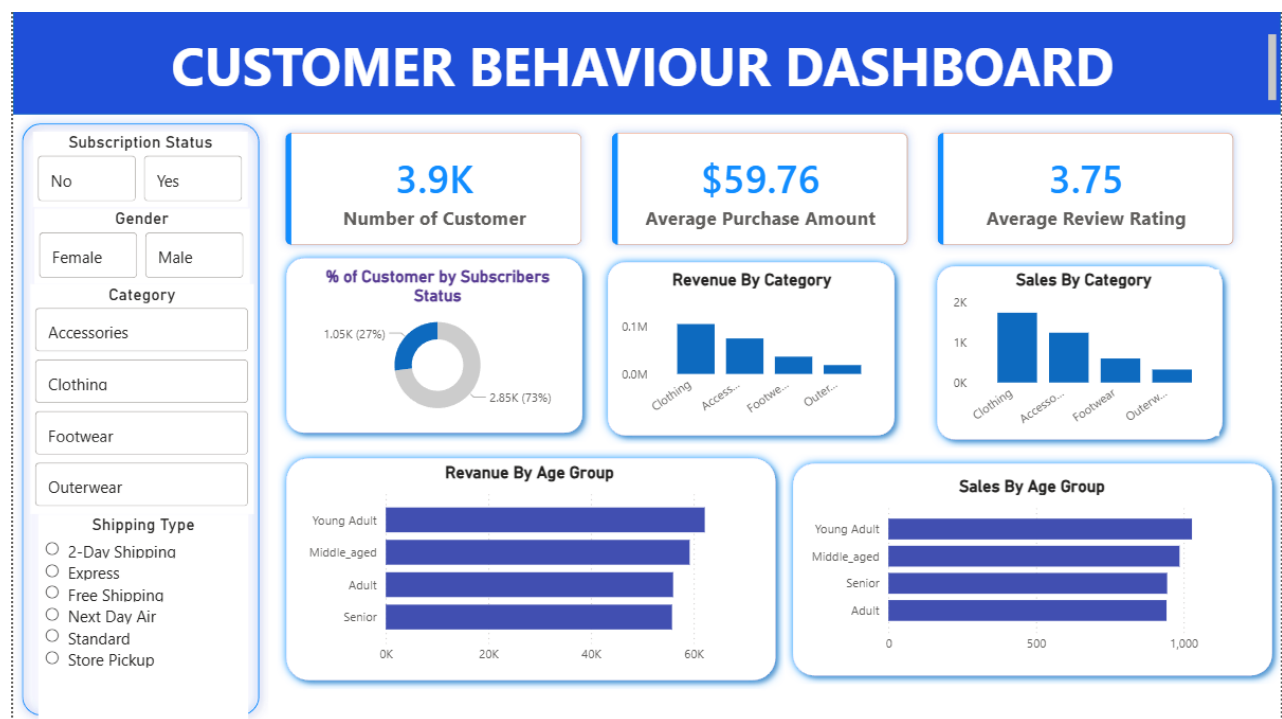 CUSTOMER BEHAVIOUR DASHBOARD
Subscription Status
No
Yes
Gender
Female
Male
Category
Accessories
Clothing
Footwear
Outerwear
Shipping Type
2-Day Shipping
Express
Free Shipping
Next Day Air
Standard
Store Pickup
3.9K
Number of Customer
$59.76
Average Purchase Amount
3.75
Average Review Rating
% of Customer by Subscribers
Status
1.05K (27%)
2.85K (73%)
Revenue By Category
0.1M
0.0M
Clothing
Access...
Footwe...
Outer...
Sales By Category
2K
1K
0K
Clothing
Accesso...
Footwear
Outerw...
Revanue By Age Group
Young Adult
Middle_aged
Adult
Senior
0K
20K
40K
60K
Sales By Age Group
Young Adult
Middle_aged
Senior
Adult
0
500
1,000